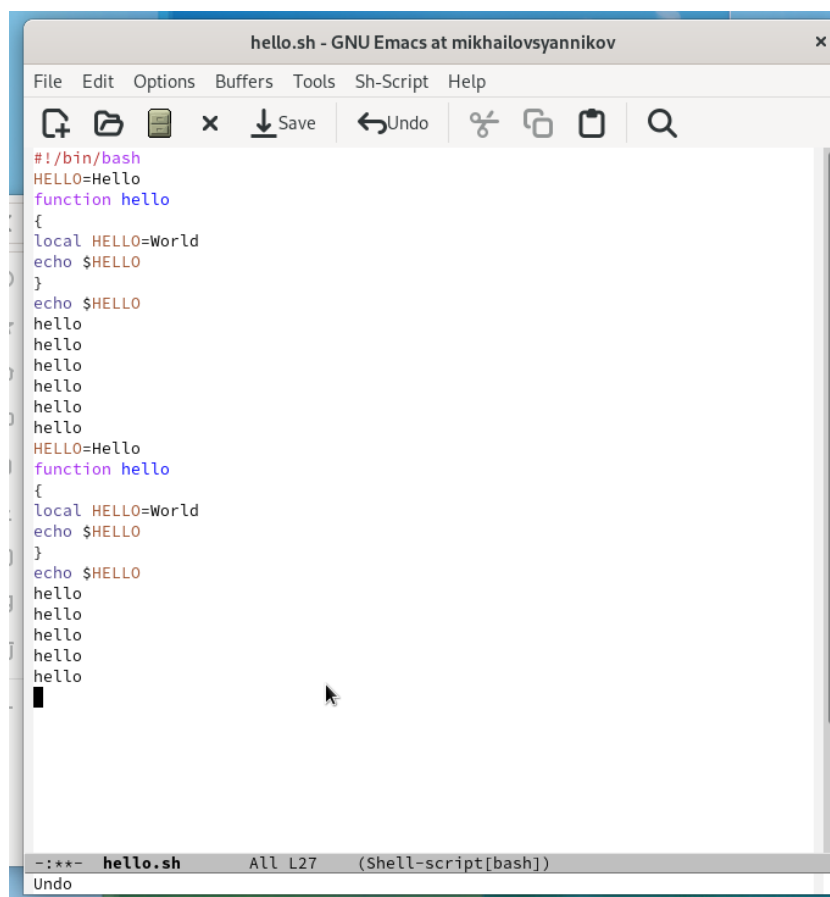 hello.sh - GNU Emacs at mikhailovsyannikov
File Edit Options Buffers Tools Sh-Script Help
Save Undo
#!/bin/bash
HELLO=Hello
function hello
{
local HELLO=World
echo $HELLO
}
echo $HELLO
hello
hello
hello
hello
hello
hello
HELLO=Hello
function hello
{
local HELLO=World
echo $HELLO
}
echo $HELLO
hello
hello
hello
hello
hello
-:**- hello.sh All L27 (Shell-script[bash])
Undo